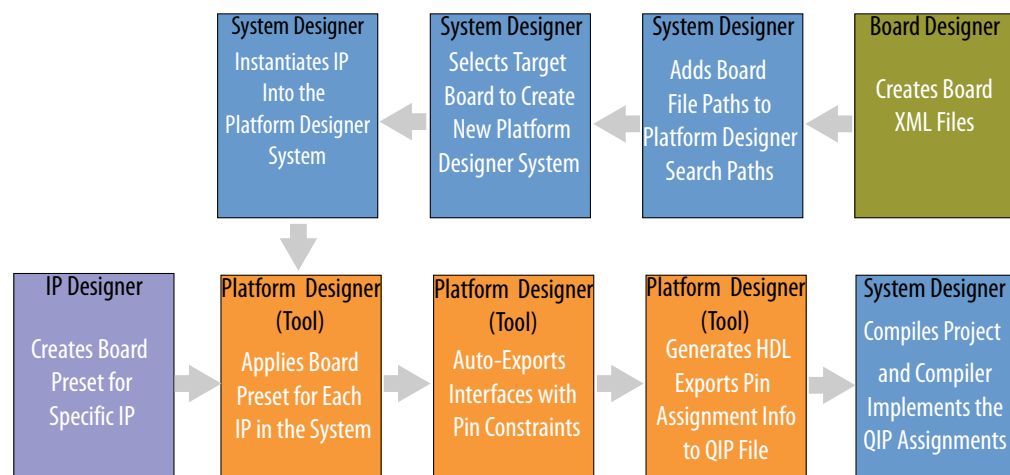 System Designer
Instantiates IP
Into the
Platform Designer
System
System Designer
Selects Target
Board to Create
New Platform
Designer System
System Designer
Adds Board
File Paths to
Platform Designer
Search Paths
Board Designer
Creates Board
XML Files
IP Designer
Creates Board
Preset for
Specific IP
Platform Designer
(Tool)
Applies Board
Preset for Each
IP in the System
Platform Designer
(Tool)
Auto-Exports
Interfaces with
Pin Constraints
Platform Designer
(Tool)
Generates HDL
Exports Pin
Assignment Info
to QIP File
System Designer
Compiles Project
and Compiler
Implements the
QIP Assignments